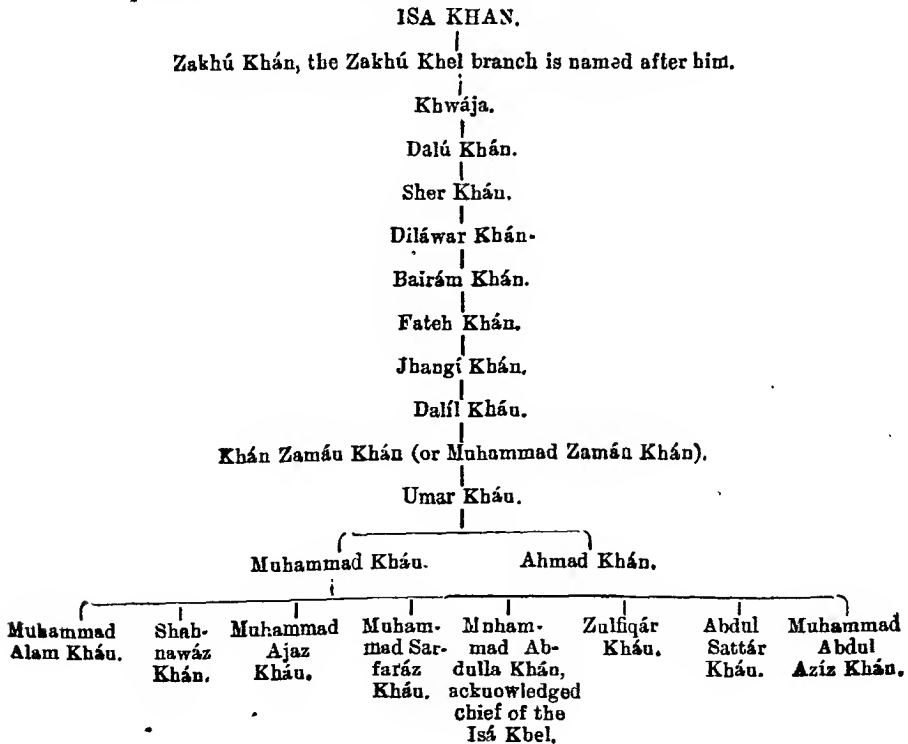 ISA KHAN.
Zakhú Khán, the Zakhú Khel branch is named after him.
Khwája.
Dalú Khán.
Sher Khán.
Diláwar Khán.
Bairám Khán.
Fateh Khán.
Jhangí Khán.
Dalíl Khán.
Khán Zamán Khán (or Muhammad Zamán Khán).
Umar Khán.
Muhammad Khán. Ahmad Khán.
Muhammad Alam Khán.
Shah-
nawáz
Khán.
Muhammad
Ajaz
Khán.
Muham-
mad Sar-
faráz
Khán.
Muham-
mad Ab-
dulla Khán,
acknowledged
chief of the
Isá Khel.
Zulfiqár
Khán.
Abdul
Sattár
Khán.
Muhammad
Abdul
Azíz Khán.